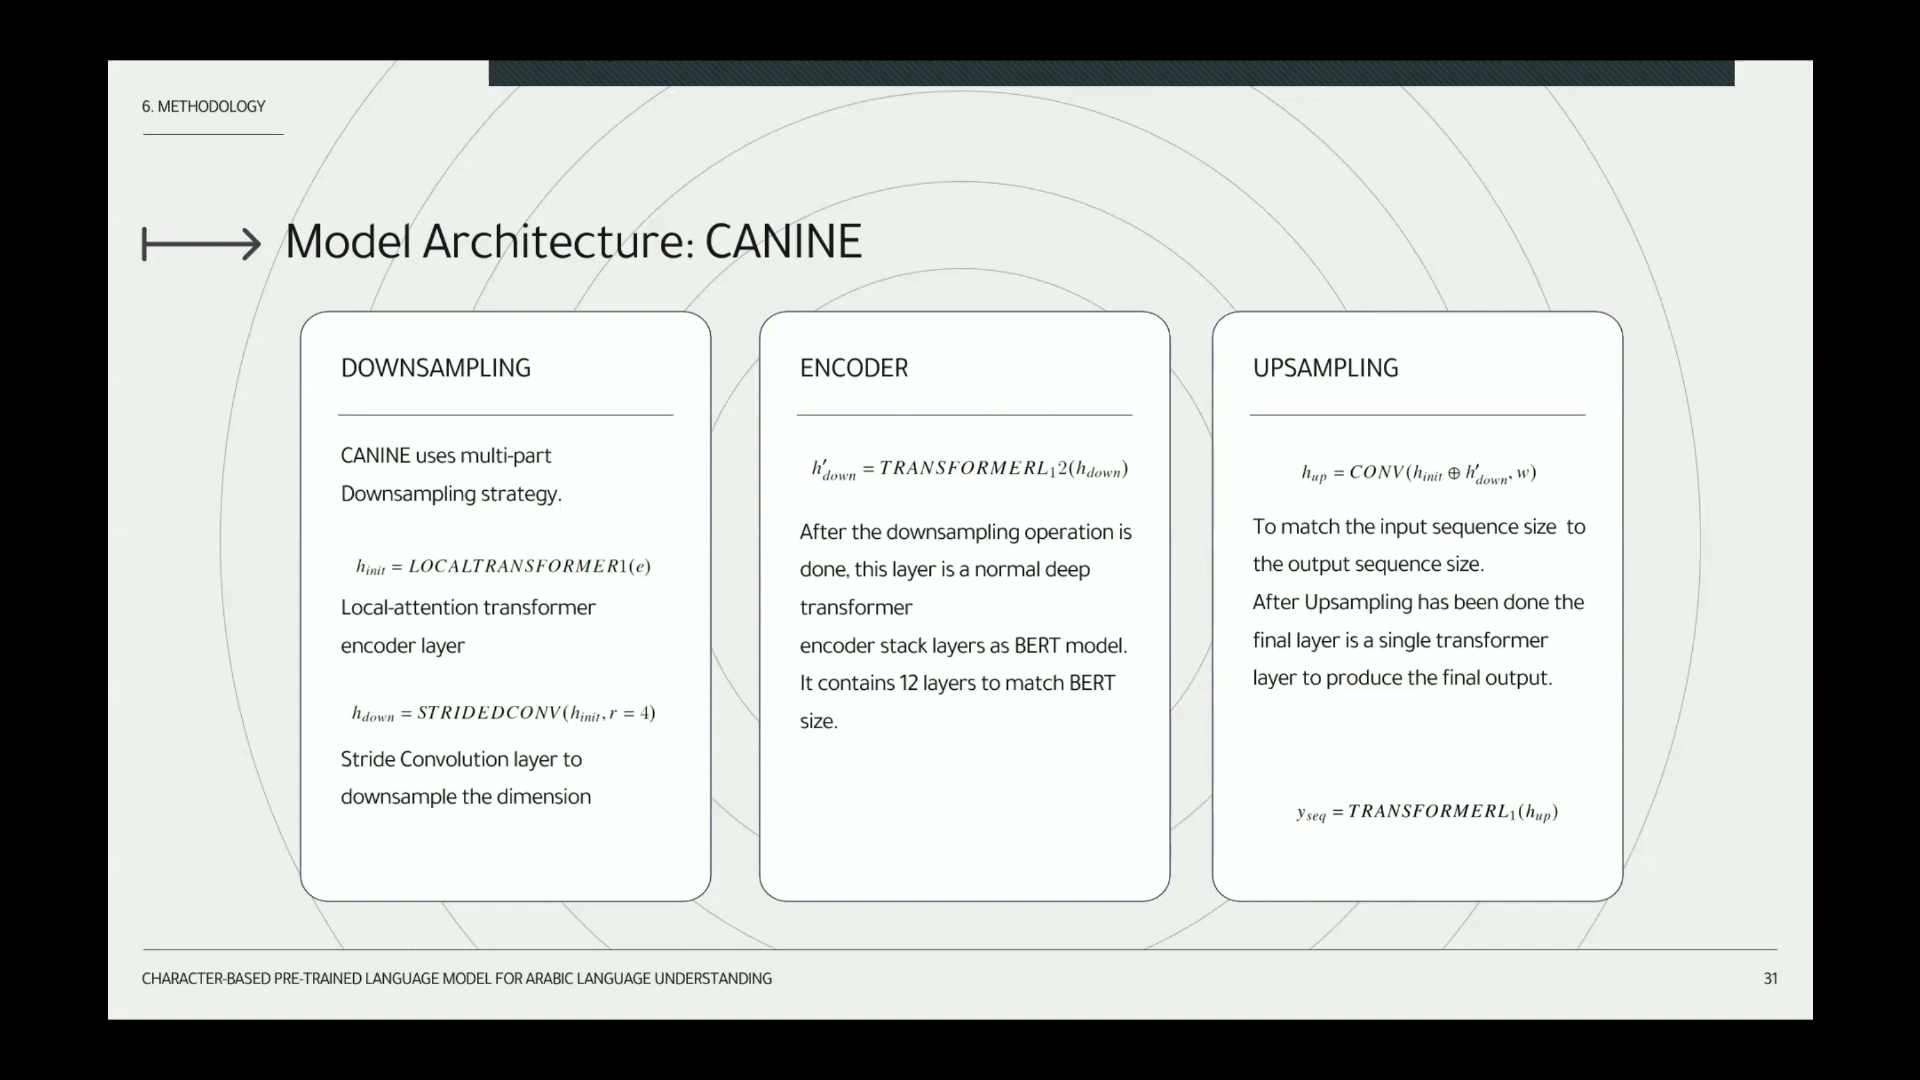 6. METHODOLOGY
Model Architecture: CANINE
DOWNSAMPLING
CANINE uses multi-part
Downsampling strategy.
h_init = LOCALTRANSFORMER1(e)
Local-attention transformer
encoder layer
h_down = STRIDEDCONV(h_init, r = 4)
Stride Convolution layer to
downsample the dimension
ENCODER
h′_down = TRANSFORMERL_12(h_down)
After the downsampling operation is
done, this layer is a normal deep
transformer
encoder stack layers as BERT model.
It contains 12 layers to match BERT
size.
UPSAMPLING
h_up = CONV(h_init ⊕ h′_down, w)
To match the input sequence size to
the output sequence size.
After Upsampling has been done the
final layer is a single transformer
layer to produce the final output.
y_seq = TRANSFORMERL_1(h_up)
CHARACTER-BASED PRE-TRAINED LANGUAGE MODEL FOR ARABIC LANGUAGE UNDERSTANDING
31